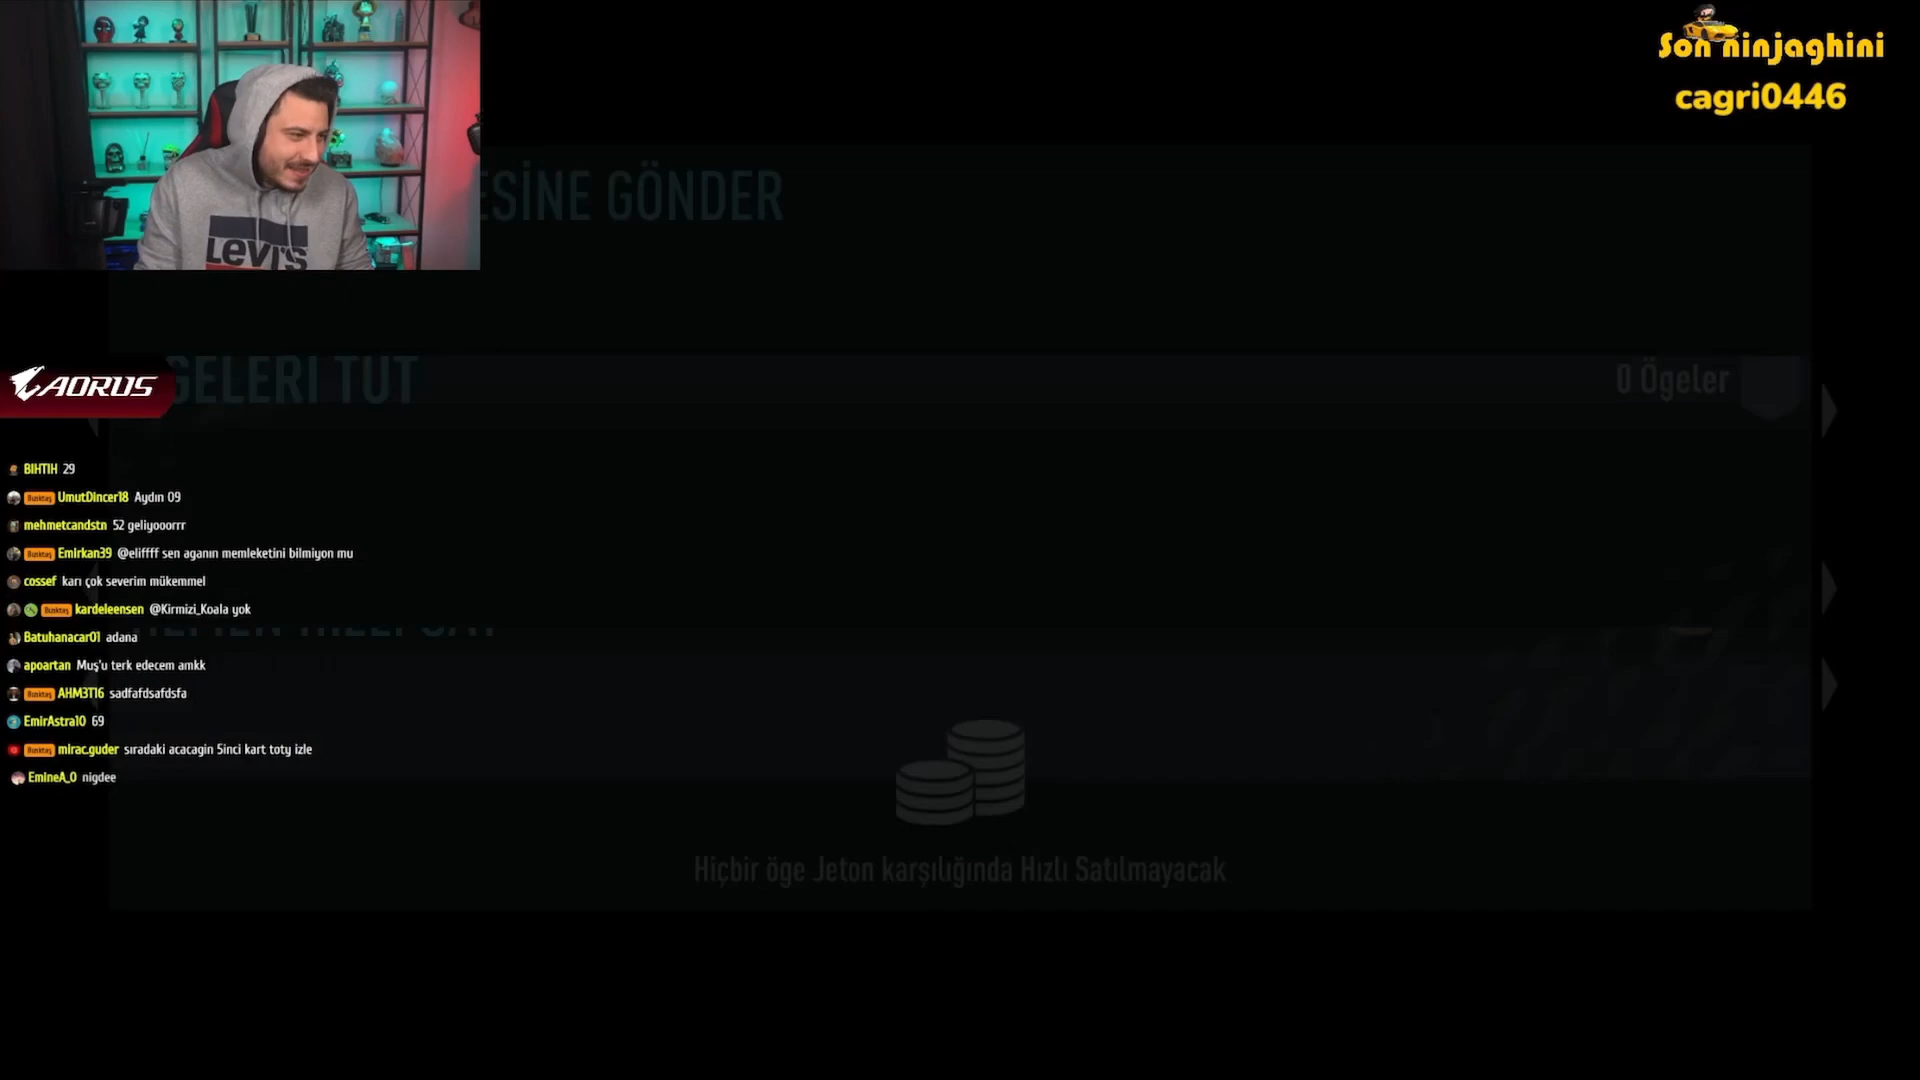 Son ninjaghini
cagri0446
ESİNE GÖNDER
LEVI'S
GELERİ TUT
0 Ögeler
AORUS
BIHTIH 29
UmutDincer18 Aydın 09
mehmetcandstn 52 geliyooorrr
Emirkan39 @eliffff sen aganın memleketini bilmiyon mu
cossef karı çok severim mükemmel
kardeleensen @Kirmizi_Koala yok
Batuhanacar01 adana
apoartan Muş'u terk edecem amkk
AHM3T16 sadfafdsafdsfa
EmirAstra10 69
mirac.guder sıradaki acacagin 5inci kart toty izle
EmineA_0 nigdee
Hiçbir öge Jeton karşılığında Hızlı Satılmayacak